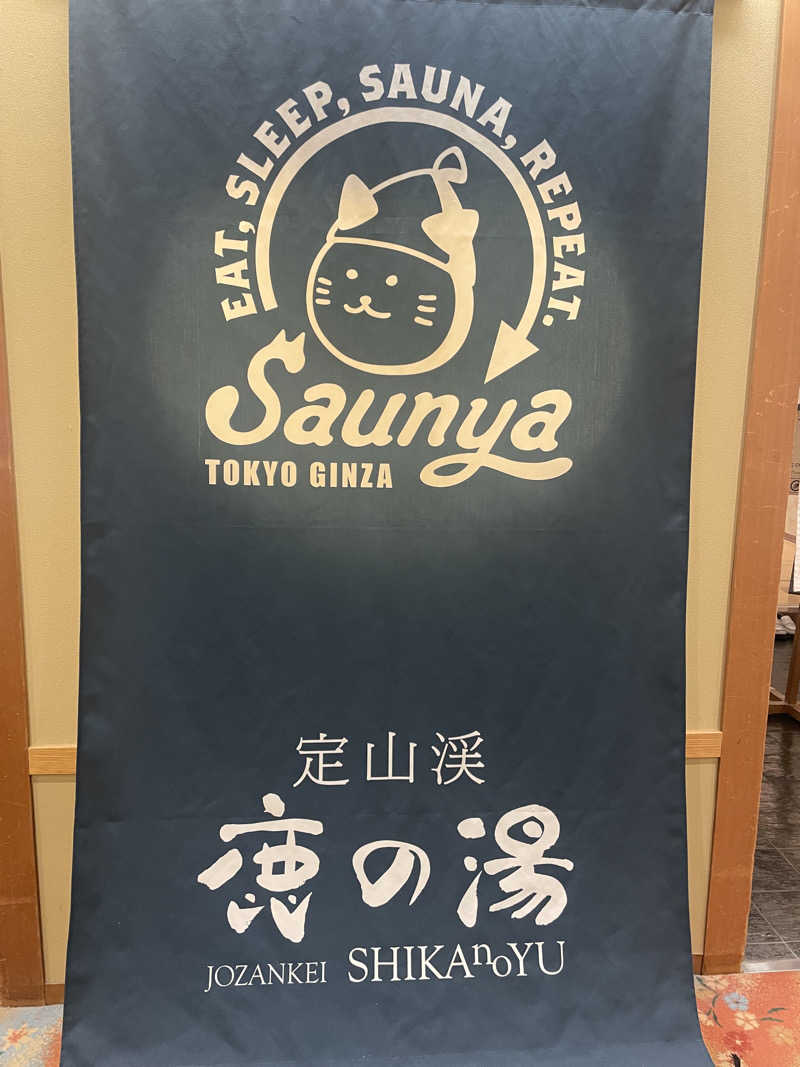 EAT, SLEEP, SAUNA, REPEAT.
Saunya
TOKYO GINZA
定山渓
鹿の湯
JOZANKEI SHIKAnoYU